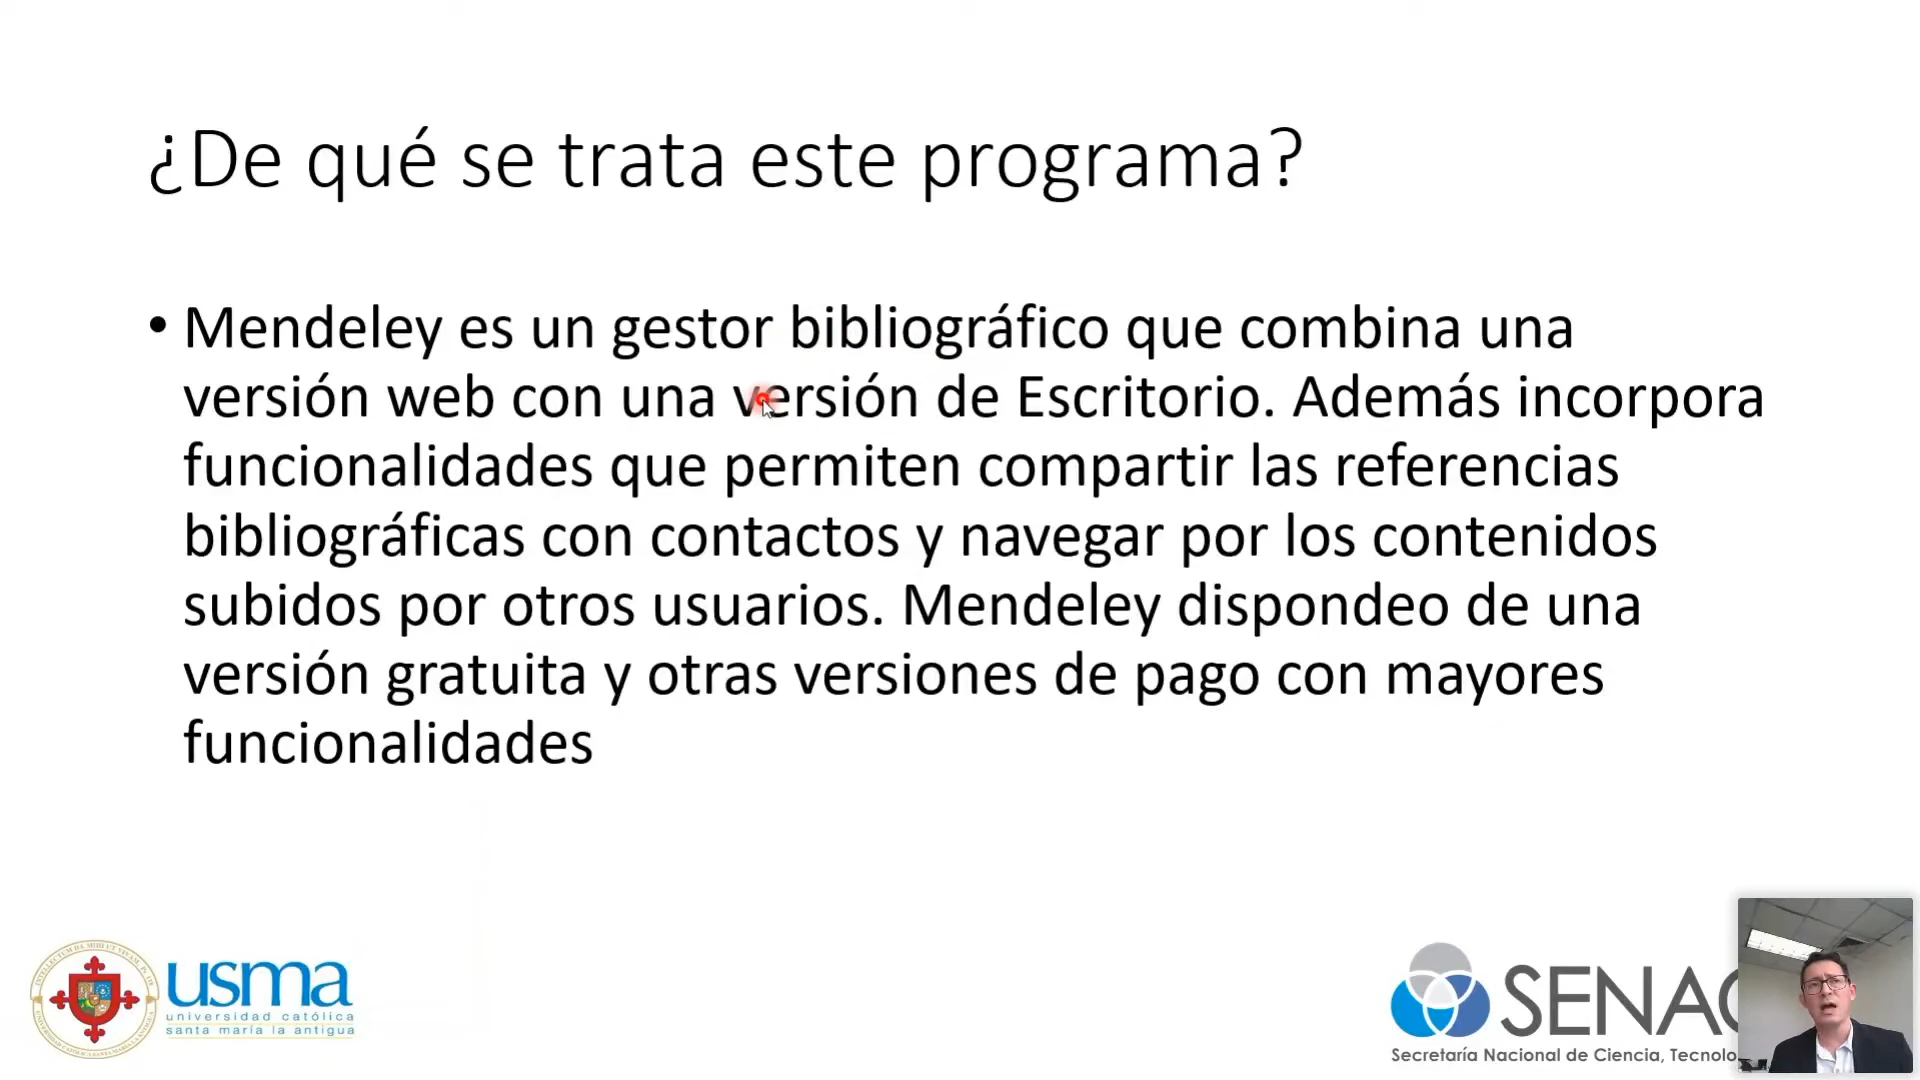 ¿De qué se trata este programa?
• Mendeley es un gestor bibliográfico que combina una
versión web con una versión de Escritorio. Además incorpora
funcionalidades que permiten compartir las referencias
bibliográficas con contactos y navegar por los contenidos
subidos por otros usuarios. Mendeley dispondeo de una
versión gratuita y otras versiones de pago con mayores
funcionalidades
usma
universidad católica
santa maría la antigua
SENAC
Secretaría Nacional de Ciencia, Tecnolo